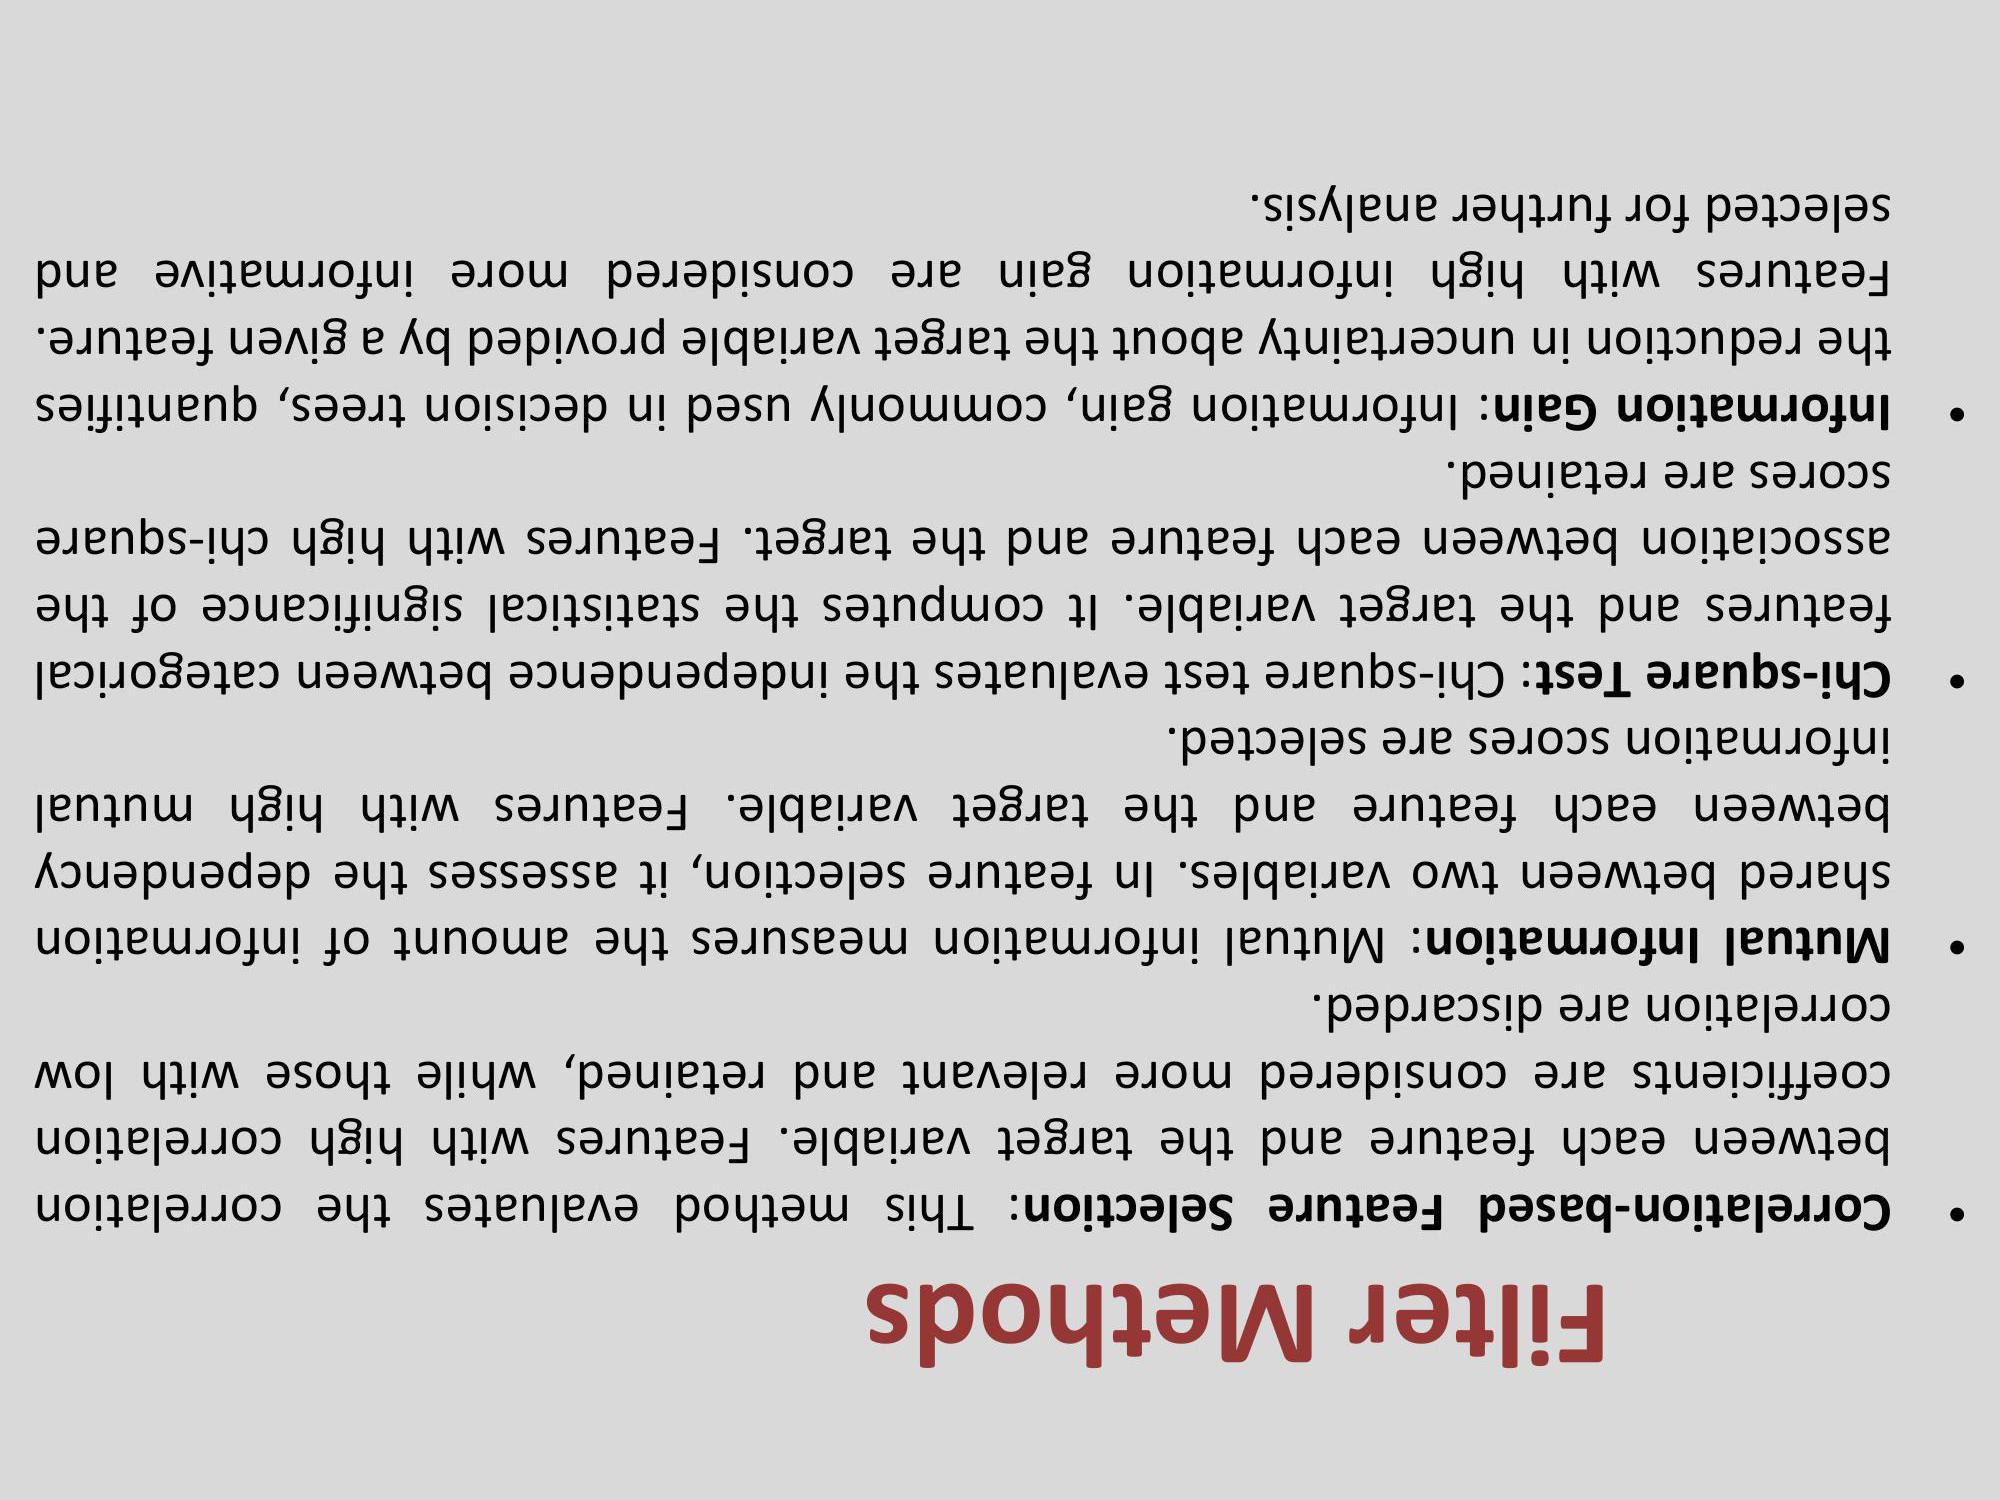 Filter Methods
• Correlation-based Feature Selection: This method evaluates the correlation
between each feature and the target variable. Features with high correlation
coefficients are considered more relevant and retained, while those with low
correlation are discarded.
• Mutual Information: Mutual information measures the amount of information
shared between two variables. In feature selection, it assesses the dependency
between each feature and the target variable. Features with high mutual
information scores are selected.
• Chi-square Test: Chi-square test evaluates the independence between categorical
features and the target variable. It computes the statistical significance of the
association between each feature and the target. Features with high chi-square
scores are retained.
• Information Gain: Information gain, commonly used in decision trees, quantifies
the reduction in uncertainty about the target variable provided by a given feature.
Features with high information gain are considered more informative and
selected for further analysis.